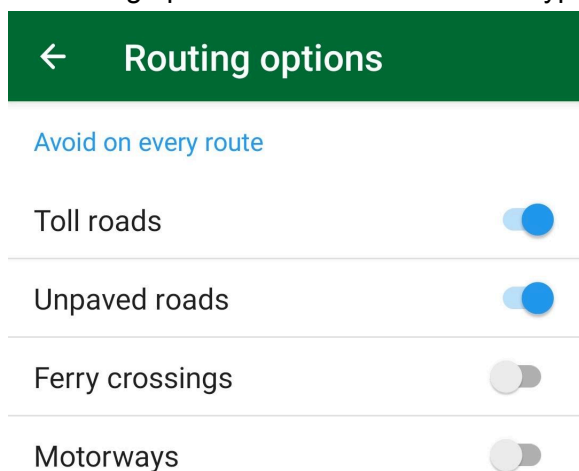 Routing options
Avoid on every route
Toll roads
Unpaved roads
Ferry crossings
Motorways